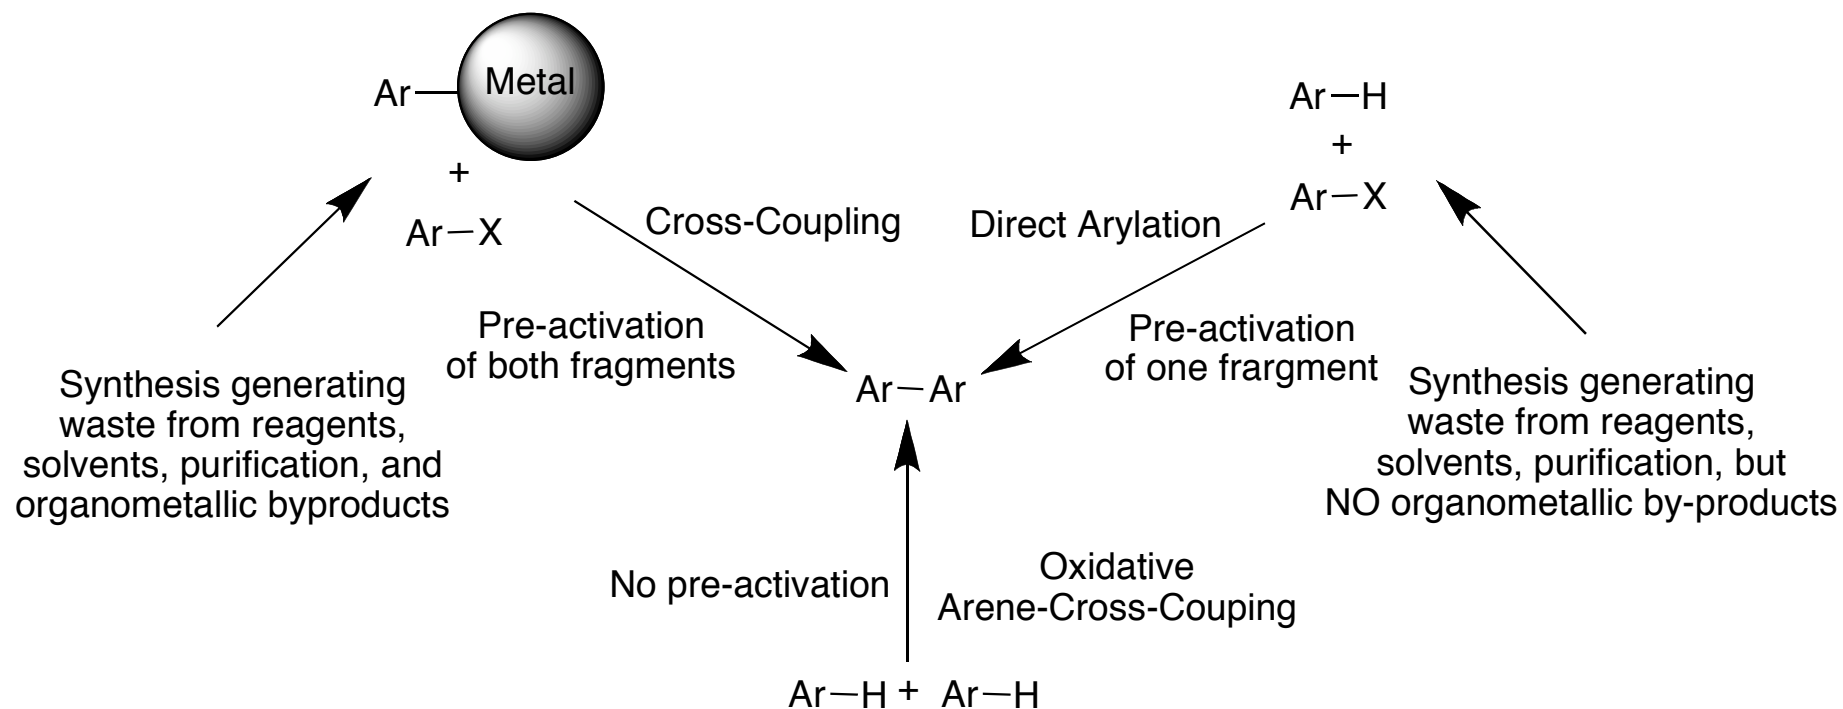 Ar—Metal
+
Ar—X
Cross-Coupling
Pre-activation
of both fragments
Synthesis generating
waste from reagents,
solvents, purification, and
organometallic byproducts
Ar—H
+
Ar—X
Direct Arylation
Pre-activation
of one frargment
Synthesis generating
waste from reagents,
solvents, purification, but
NO organometallic by-products
Ar—Ar
No pre-activation
Oxidative
Arene-Cross-Couping
Ar—H + Ar—H